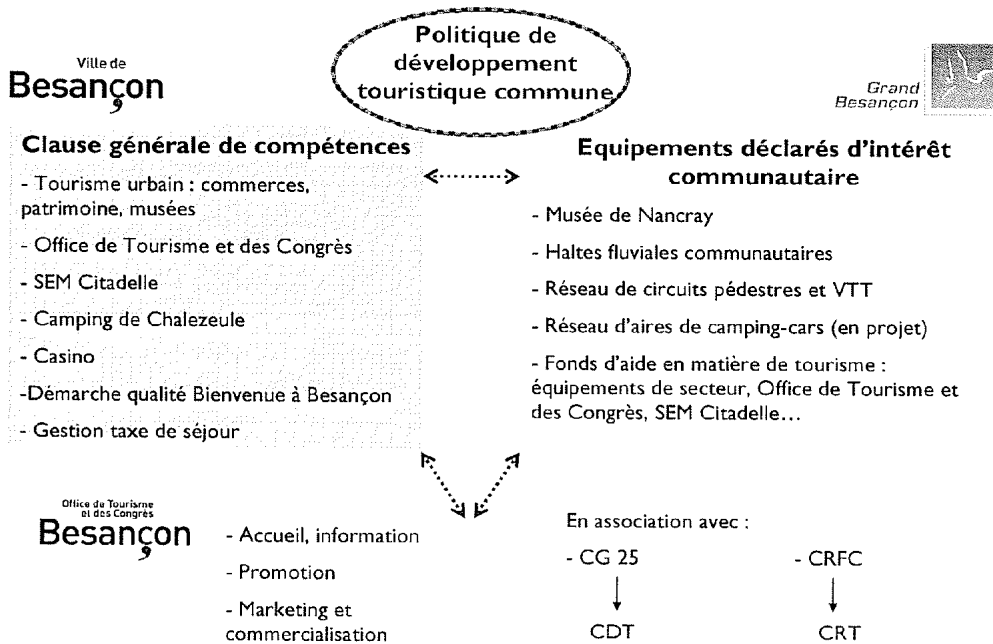 Politique de
développement
touristique commune
Ville de
Besançon
Grand
Besançon
Clause générale de compétences
- Tourisme urbain : commerces,
patrimoine, musées
- Office de Tourisme et des Congrès
- SEM Citadelle
- Camping de Chalezeule
- Casino
-Démarche qualité Bienvenue à Besançon
- Gestion taxe de séjour
Equipements déclarés d'intérêt
communautaire
- Musée de Nancray
- Haltes fluviales communautaires
- Réseau de circuits pédestres et VTT
- Réseau d'aires de camping-cars (en projet)
- Fonds d'aide en matière de tourisme :
équipements de secteur, Office de Tourisme et
des Congrès, SEM Citadelle...
Office de Tourisme
et des Congrès
Besançon
- Accueil, information
- Promotion
- Marketing et
commercialisation
En association avec :
- CG 25
- CRFC
CDT
CRT